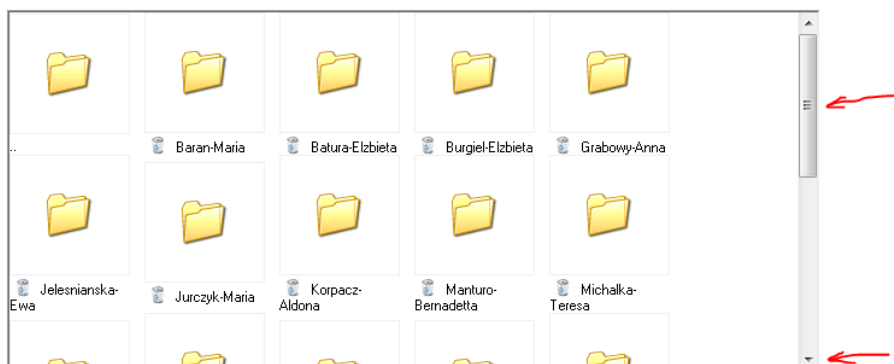 ..
Baran-Maria
Batura-Elzbieta
Burgiel-Elzbieta
Grabowy-Anna
Jelesnianska-
Ewa
Jurczyk-Maria
Korpacz-
Aldona
Manturo-
Bernadetta
Michalka-
Teresa